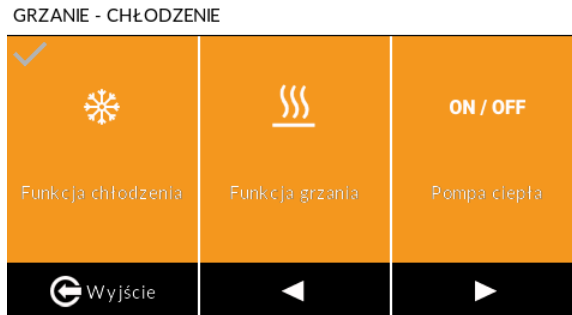 GRZANIE - CHŁODZENIE
ON / OFF
Funkcja chłodzenia
Funkcja grzania
Pompa ciepła
Wyjście